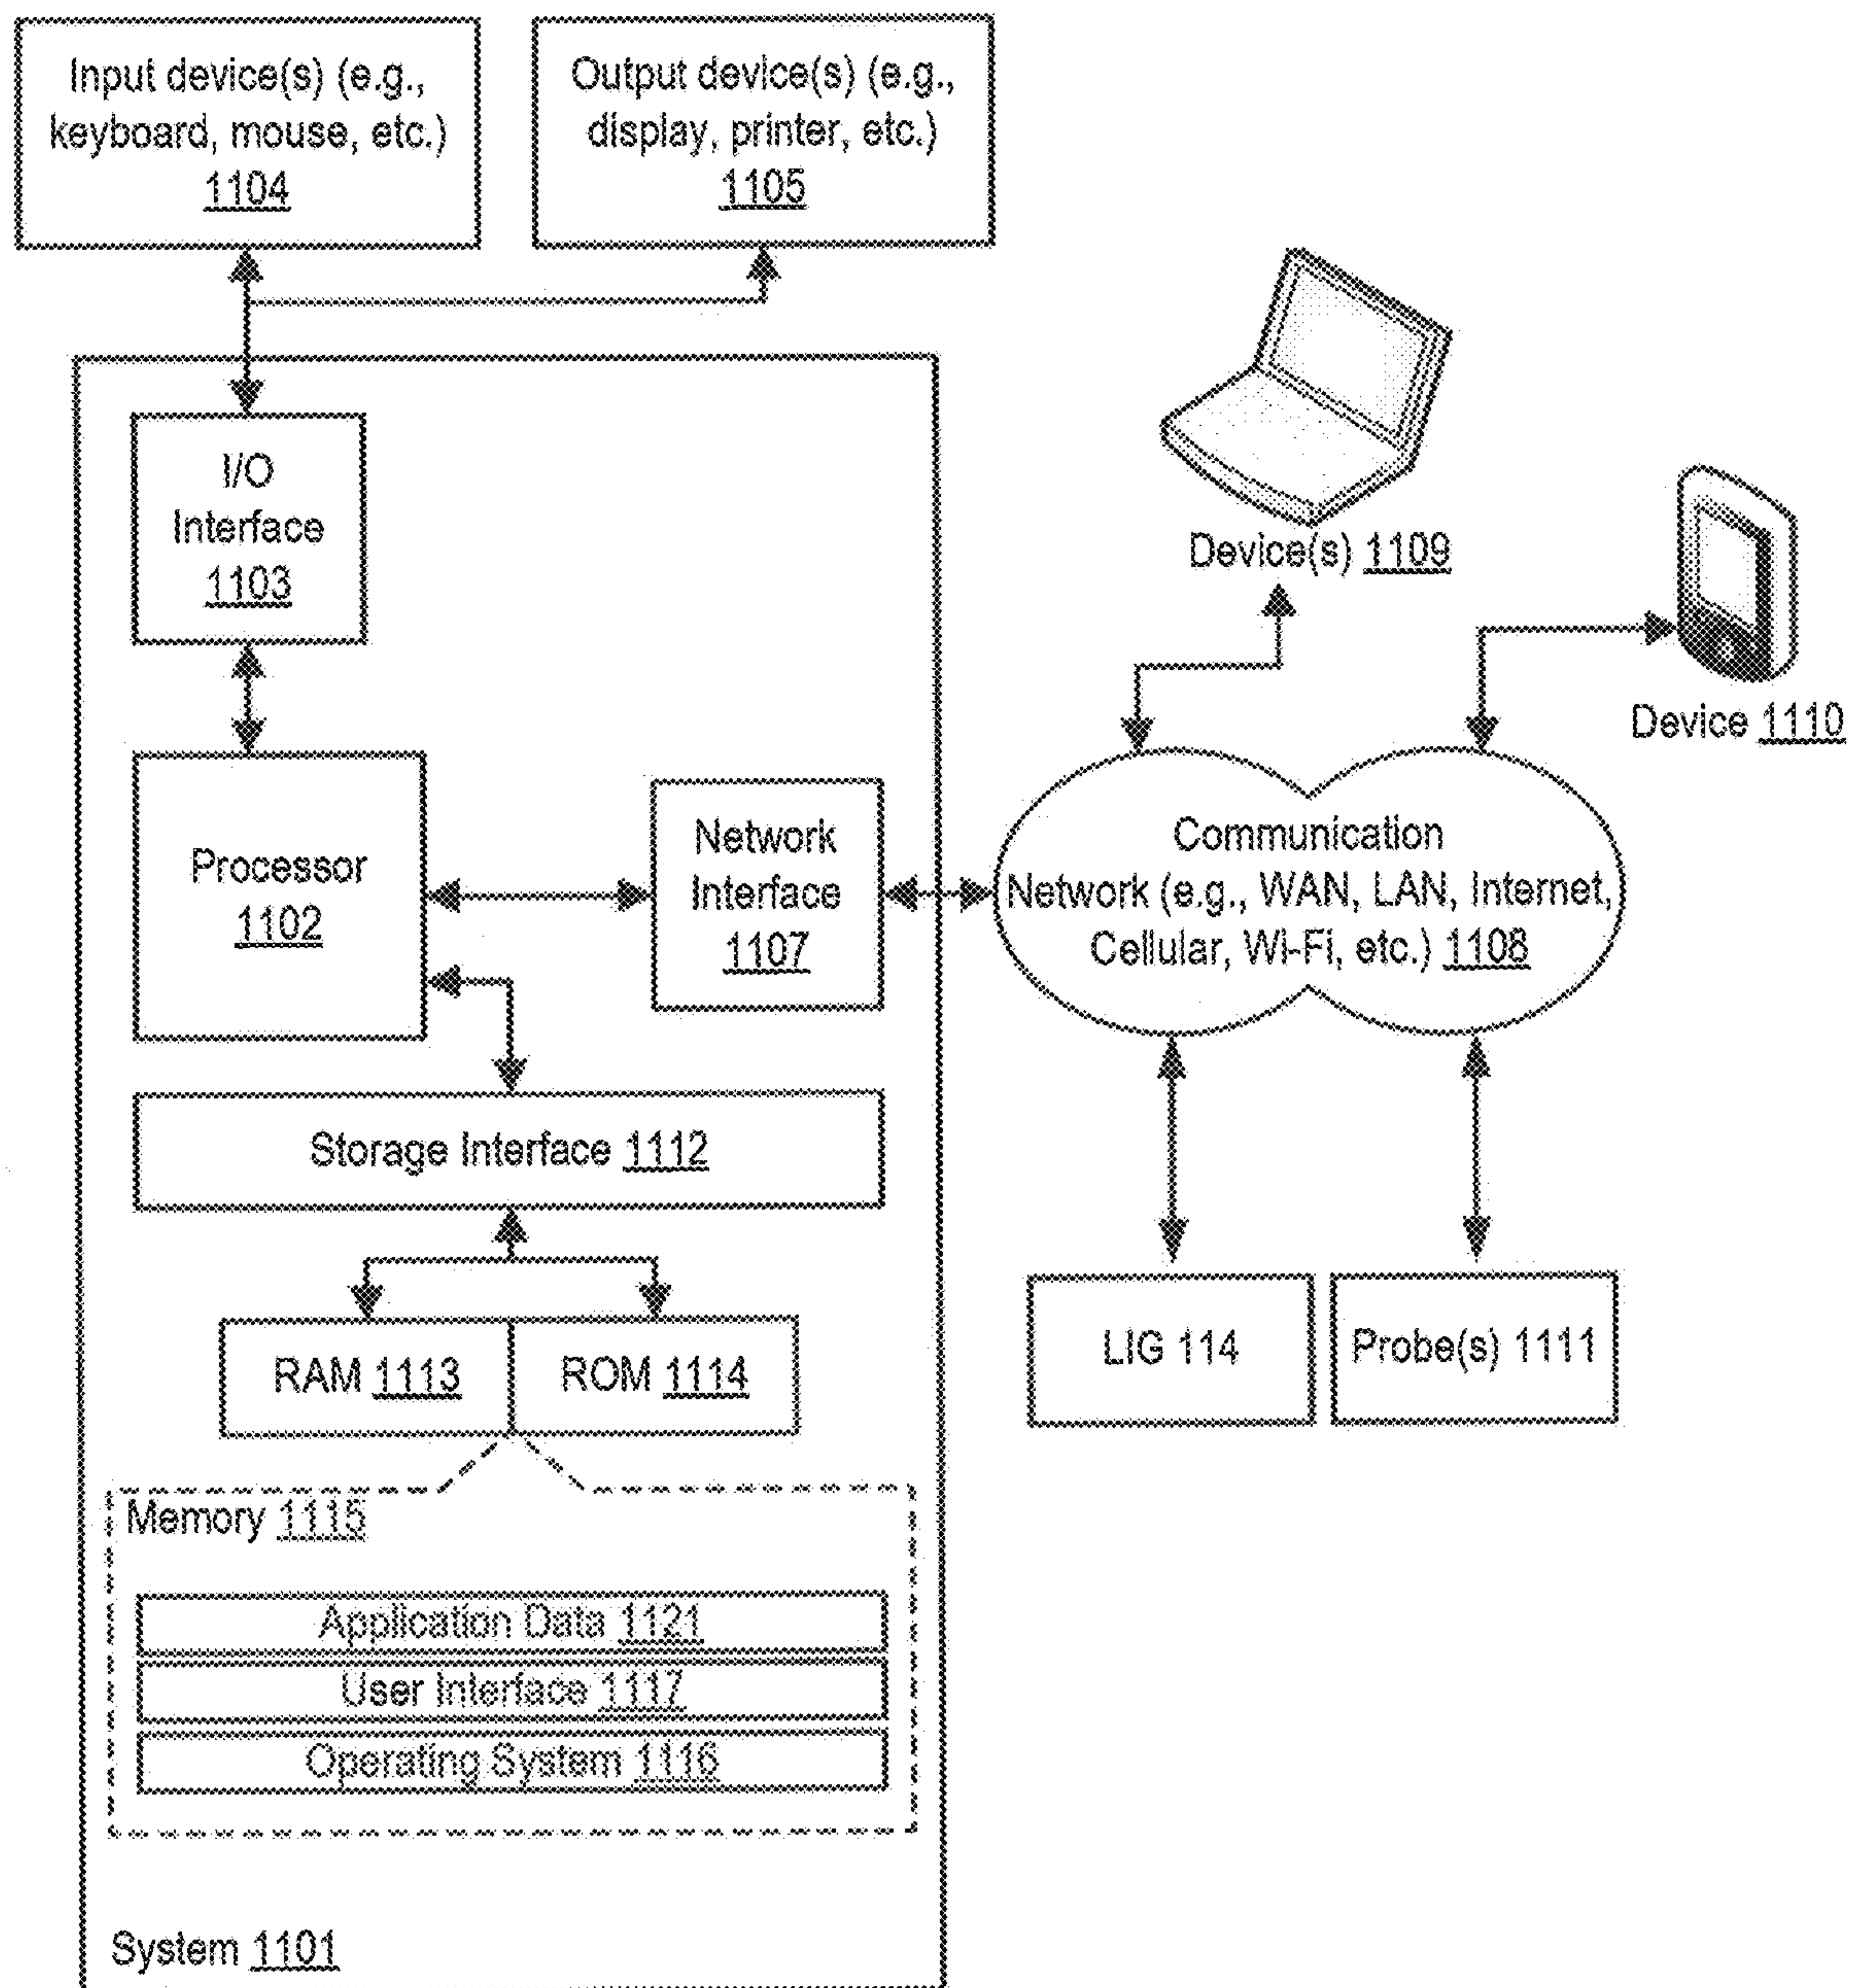 Input device(s) (e.g.,
keyboard, mouse, etc.)
1104
Output device(s) (e.g.,
display, printer, etc.)
1105
I/O
Interface
1103
Device(s) 1109
Device 1110
Processor
1102
Network
Interface
1107
Communication
Network (e.g., WAN, LAN, Internet,
Cellular, Wi-Fi, etc.) 1108
Storage Interface 1112
RAM 1113
ROM 1114
LIG 114
Probe(s) 1111
Memory 1115
Application Data 1121
User Interface 1117
Operating System 1116
System 1101